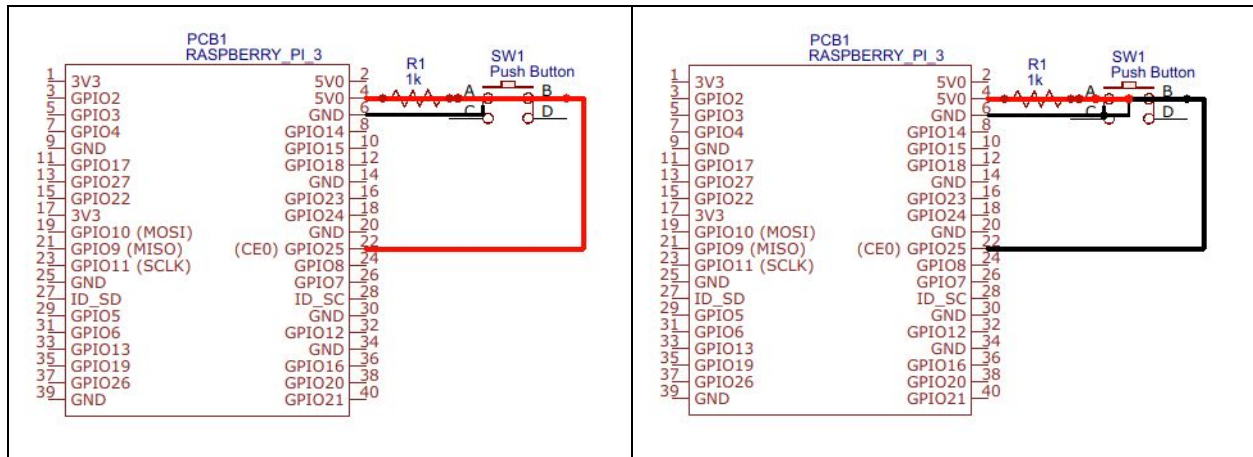 PCB1
RASPBERRY_PI_3
R1
1k
SW1
Push Button
1 3V3 5V0 2
3 GPIO2 5V0 4 A B
5 GPIO3 GND 6 C D
7 GPIO4 GPIO14 8
9 GND GPIO15 10
11 GPIO17 GPIO18 12
13 GPIO27 GND 14
15 GPIO22 GPIO23 16
17 3V3 GPIO24 18
19 GPIO10 (MOSI) GND 20
21 GPIO9 (MISO) (CE0) GPIO25 22
23 GPIO11 (SCLK) GPIO8 24
25 GND GPIO7 26
27 ID_SD ID_SC 28
29 GPIO5 GND 30
31 GPIO6 GPIO12 32
33 GPIO13 GND 34
35 GPIO19 GPIO16 36
37 GPIO26 GPIO20 38
39 GND GPIO21 40
PCB1
RASPBERRY_PI_3
R1
1k
SW1
Push Button
1 3V3 5V0 2
3 GPIO2 5V0 4 A B
5 GPIO3 GND 6 C D
7 GPIO4 GPIO14 8
9 GND GPIO15 10
11 GPIO17 GPIO18 12
13 GPIO27 GND 14
15 GPIO22 GPIO23 16
17 3V3 GPIO24 18
19 GPIO10 (MOSI) GND 20
21 GPIO9 (MISO) (CE0) GPIO25 22
23 GPIO11 (SCLK) GPIO8 24
25 GND GPIO7 26
27 ID_SD ID_SC 28
29 GPIO5 GND 30
31 GPIO6 GPIO12 32
33 GPIO13 GND 34
35 GPIO19 GPIO16 36
37 GPIO26 GPIO20 38
39 GND GPIO21 40